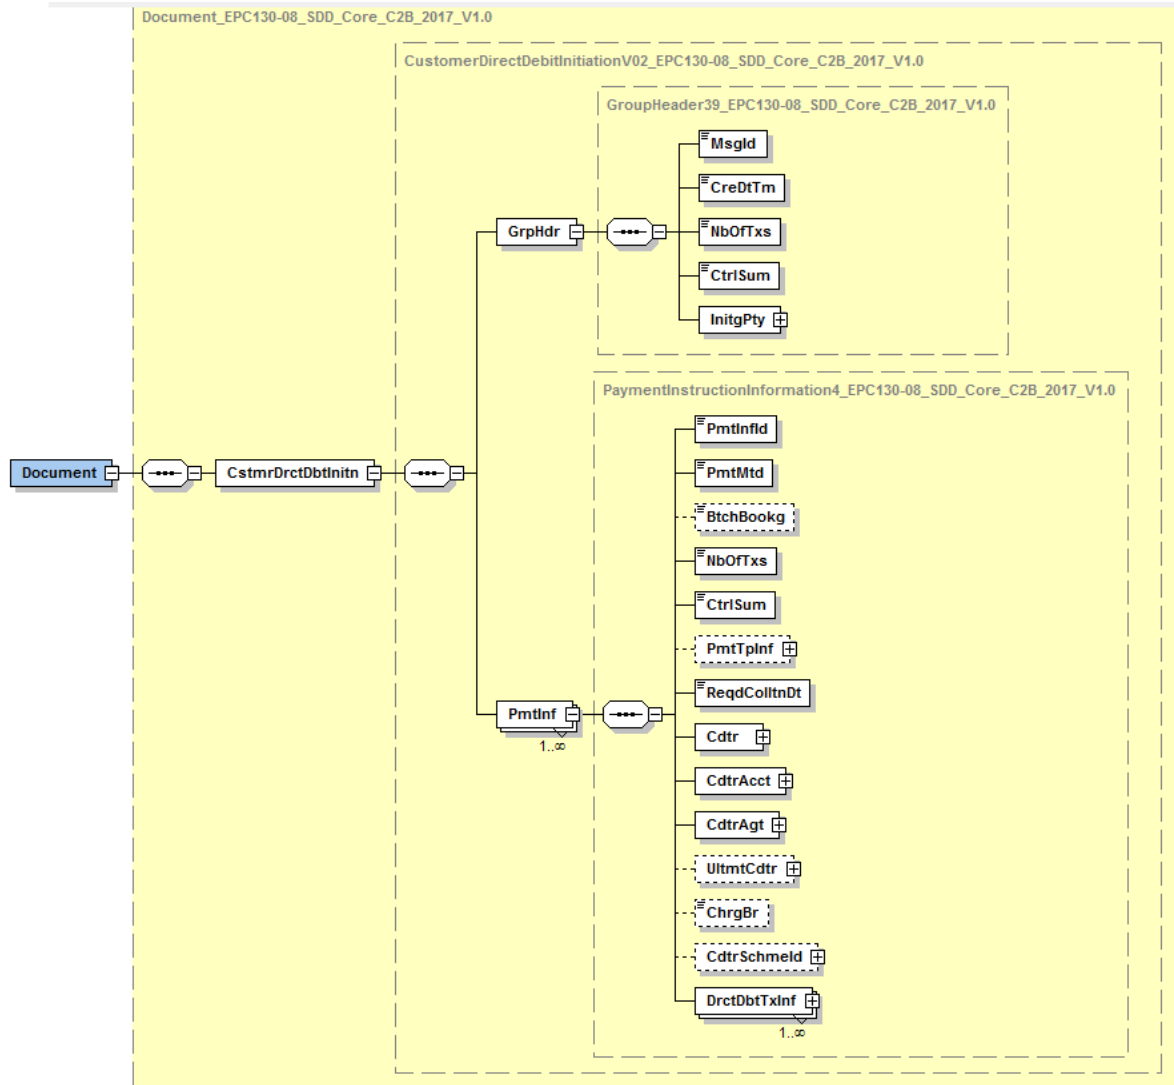 Document_EPC130-08_SDD_Core_C2B_2017_V1.0
CustomerDirectDebitInitiationV02_EPC130-08_SDD_Core_C2B_2017_V1.0
GroupHeader39_EPC130-08_SDD_Core_C2B_2017_V1.0
MsgId
CreDtTm
GrpHdr
NbOfTxs
CtrlSum
InitgPty
PaymentInstructionInformation4_EPC130-08_SDD_Core_C2B_2017_V1.0
PmtInfId
Document
CstmrDrctDbtInitn
PmtMtd
BtchBookg
NbOfTxs
CtrlSum
PmtTpInf
ReqdColltnDt
PmtInf
1..∞
Cdtr
CdtrAcct
CdtrAgt
UltmtCdtr
ChrgBr
CdtrSchmeId
DrctDbtTxInf
1..∞